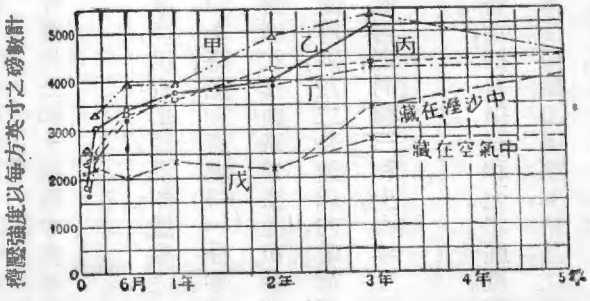 擠壓強度以每方英寸之磅數計
5000
4000
3000
2000
1000
0
甲
乙
丙
丁
戊
藏在溼沙中
藏在空氣中
0
6月
1年
2年
3年
4年
5年